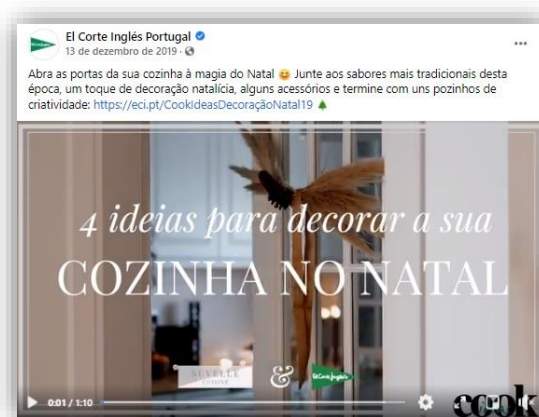 El Corte Inglés Portugal
13 de dezembro de 2019 ·
Abra as portas da sua cozinha à magia do Natal 😄 Junte aos sabores mais tradicionais desta
época, um toque de decoração natalícia, alguns acessórios e termine com uns pozinhos de
criatividade: https://eci.pt/CookIdeasDecoraçãoNatal19 🌲
4 ideias para decorar a sua
COZINHA NO NATAL
& El Corte Inglés
0:01 / 1:10
cook